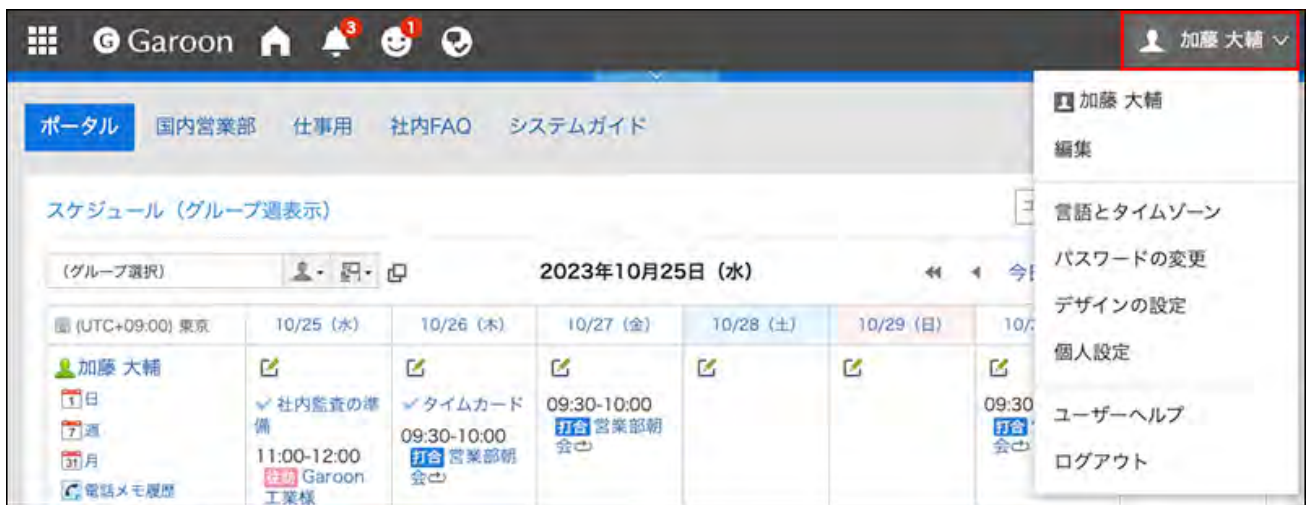 Garoon
3
1
加藤 大輔
ポータル
国内営業部
仕事用
社内FAQ
システムガイド
加藤 大輔
編集
言語とタイムゾーン
パスワードの変更
デザインの設定
個人設定
ユーザーヘルプ
ログアウト
スケジュール（グループ週表示）
(グループ選択)
2023年10月25日（水）
(UTC+09:00) 東京
10/25（水）
10/26（木）
10/27（金）
10/28（土）
10/29（日）
加藤 大輔
1日
7週
31月
電話メモ履歴
社内監査の準
備
11:00-12:00
往訪 Garoon
工業様
タイムカード
09:30-10:00
打合 営業部朝
会
09:30-10:00
打合 営業部朝
会
09:30
打合
会